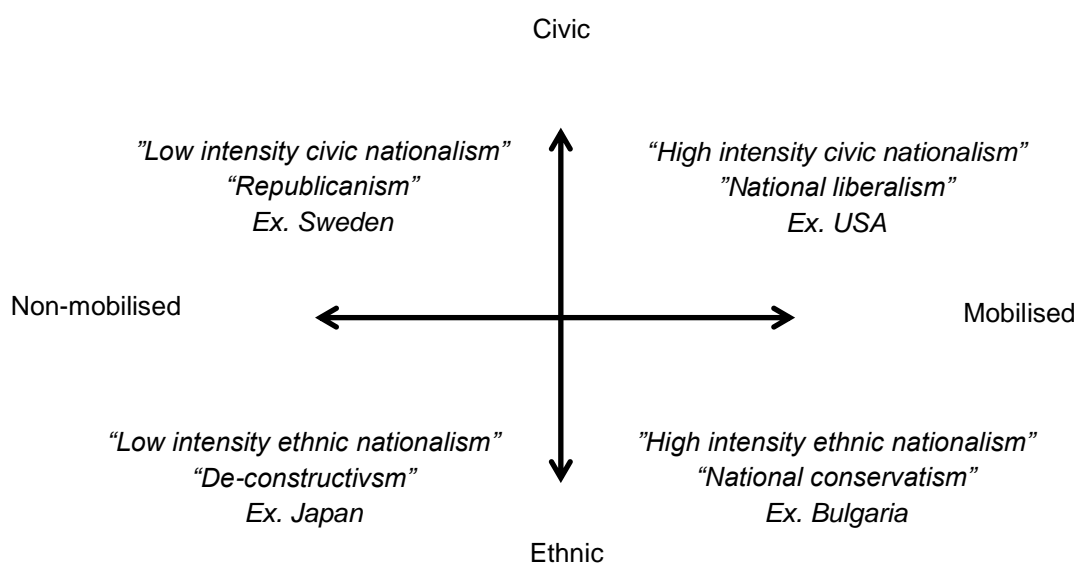 Civic
”Low intensity civic nationalism”
“Republicanism”
Ex. Sweden
“High intensity civic nationalism”
”National liberalism”
Ex. USA
Non-mobilised
Mobilised
“Low intensity ethnic nationalism”
“De-constructivsm”
Ex. Japan
”High intensity ethnic nationalism”
“National conservatism”
Ex. Bulgaria
Ethnic